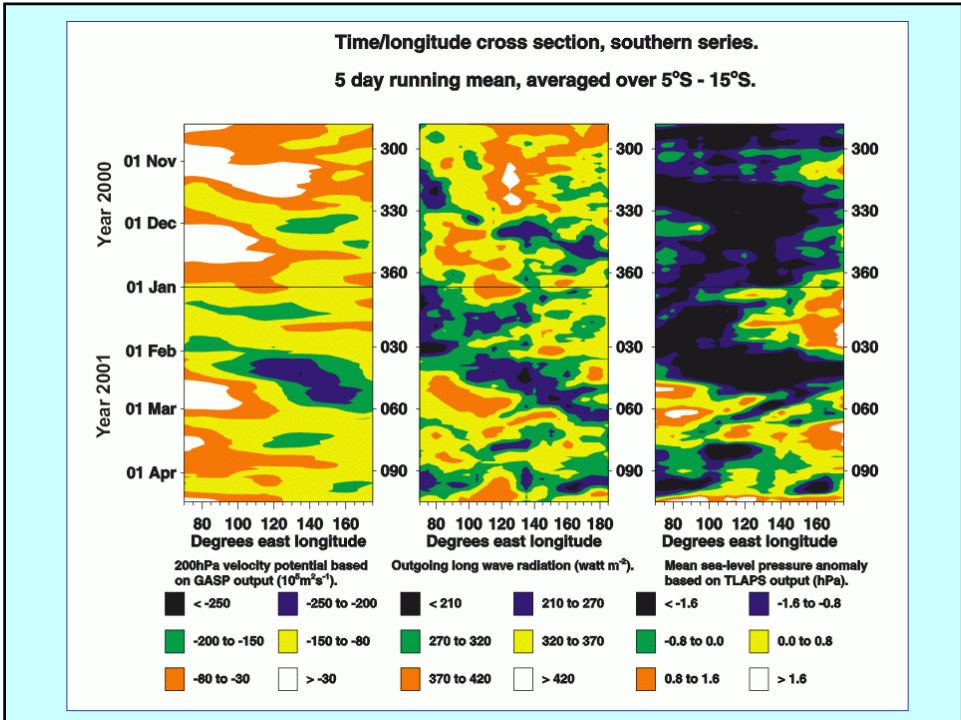 Time/longitude cross section, southern series.
5 day running mean, averaged over 5°S - 15°S.
Year 2000
Year 2001
01 Nov
01 Dec
01 Jan
01 Feb
01 Mar
01 Apr
300
330
360
030
060
090
300
330
360
030
060
090
300
330
360
030
060
090
80 100 120 140 160
80 100 120 140 160 180
80 100 120 140 160
Degrees east longitude
Degrees east longitude
Degrees east longitude
200hPa velocity potential based
on GASP output (10⁵m²s⁻¹).
< -250
-250 to -200
-200 to -150
-150 to -80
-80 to -30
> -30
Outgoing long wave radiation (watt m⁻²).
< 210
210 to 270
270 to 320
320 to 370
370 to 420
> 420
Mean sea-level pressure anomaly
based on TLAPS output (hPa).
< -1.6
-1.6 to -0.8
-0.8 to 0.0
0.0 to 0.8
0.8 to 1.6
> 1.6